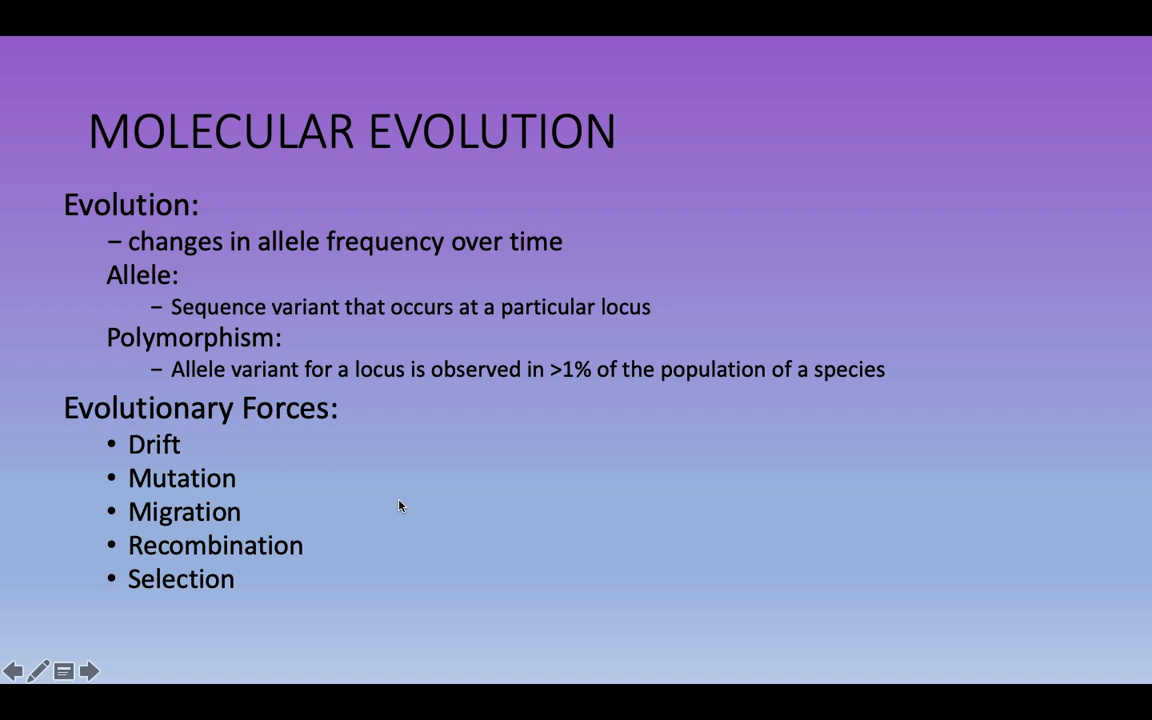 MOLECULAR EVOLUTION
Evolution:
– changes in allele frequency over time
Allele:
– Sequence variant that occurs at a particular locus
Polymorphism:
– Allele variant for a locus is observed in >1% of the population of a species
Evolutionary Forces:
• Drift
• Mutation
• Migration
• Recombination
• Selection